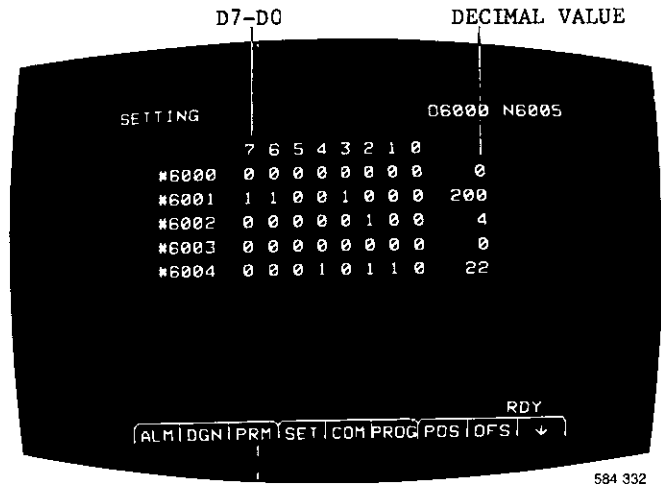 D7-D0 DECIMAL VALUE
SETTING O6000 N6005
7 6 5 4 3 2 1 0
*6000 0 0 0 0 0 0 0 0 0
*6001 1 1 0 0 1 0 0 0 200
*6002 0 0 0 0 0 1 0 0 4
*6003 0 0 0 0 0 0 0 0 0
*6004 0 0 0 1 0 1 1 0 22
RDY
ALM DGN PRM SET COM PROG POS OFS ↓
584 332